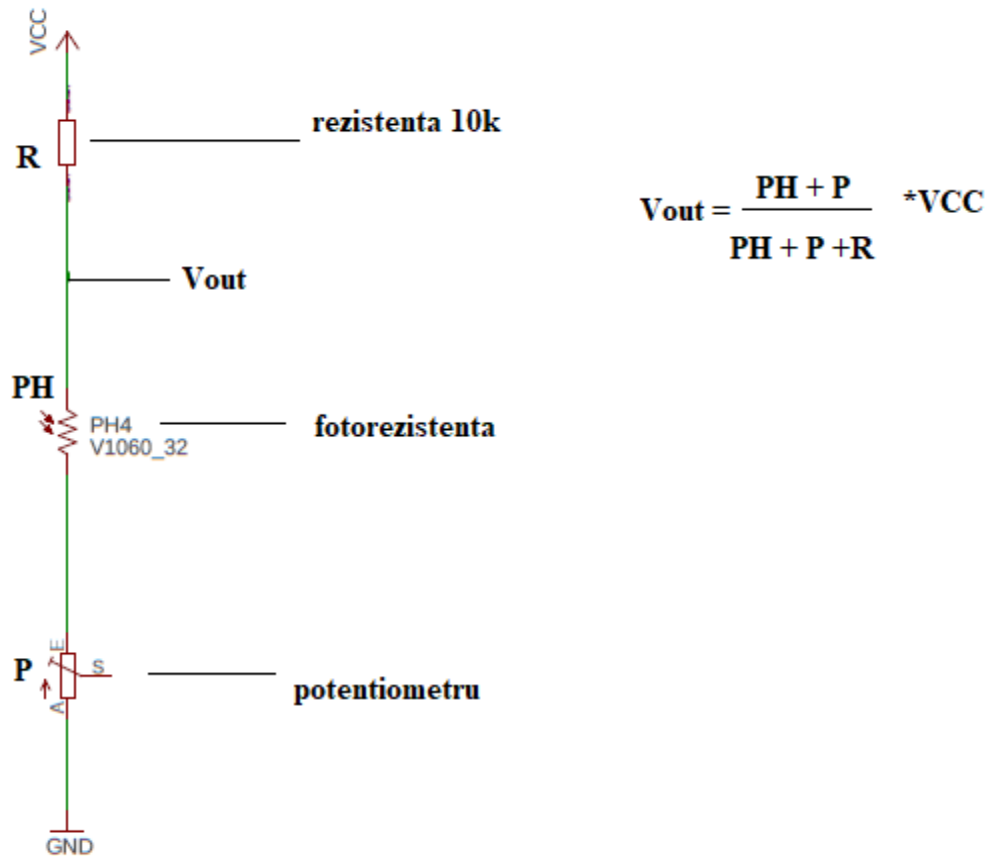 VCC
R
rezistenta 10k
Vout = PH + P *VCC
PH + P +R
Vout
PH
PH4
V1060_32
fotorezistenta
P
E
S
A
potentiometru
GND